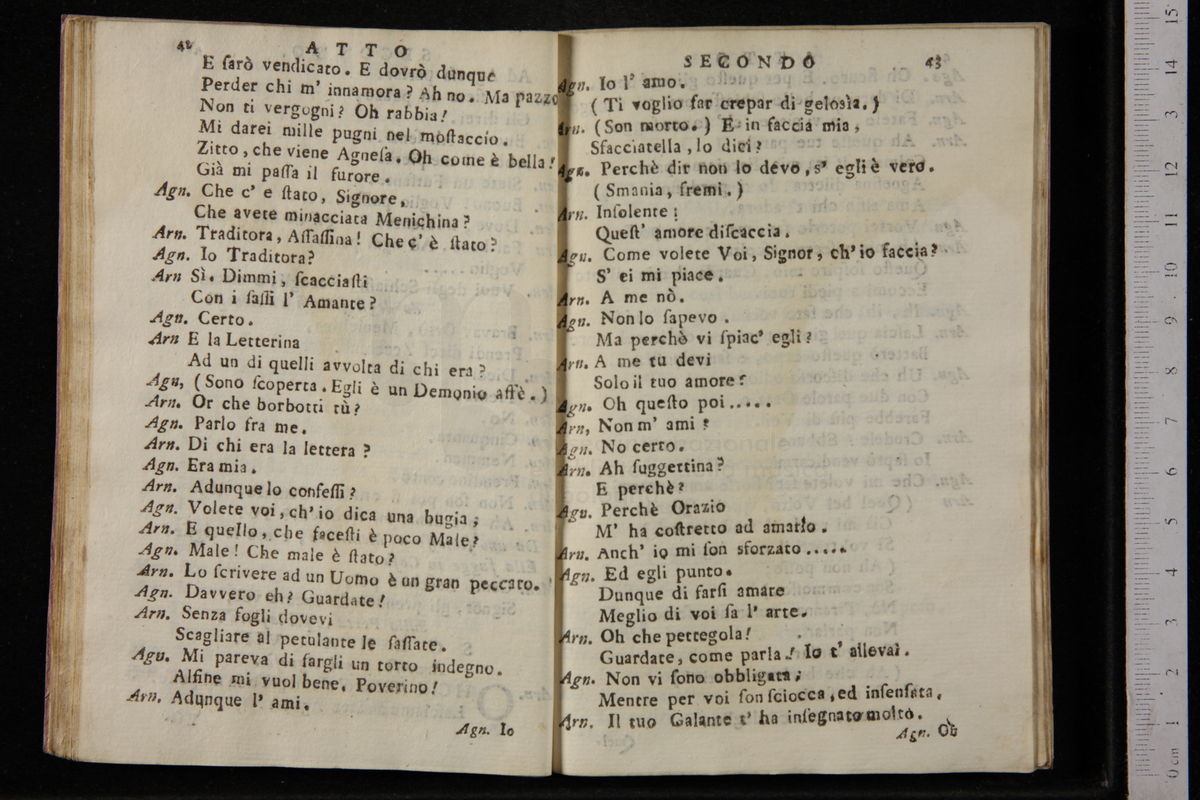 42
ATTO
E ſarò vendicato. E dovrò dunque
Perder chi m' innamora? Ah no. Ma pazzo
Non ti vergogni? Oh rabbia!
Mi darei mille pugni nel moſtaccio.
Zitto, che viene Agneſa. Oh come è bella!
Già mi paſſa il furore.
Agn. Che c' e ſtato, Signore,
Che avete minacciata Menichina?
Arn. Traditora, Aſſaſſina! Che c' è ſtato?
Agn. Io Traditora?
Arn Sì. Dimmi, ſcacciaſti
Con i ſaſſi l' Amante?
Agn. Certo.
Arn E la Letterina
Ad un di quelli avvolta di chi era?
Agn, (Sono ſcoperta. Egli è un Demonio affè.)
Arn. Or che borbotti tù?
Agn. Parlo fra me.
Arn. Di chi era la lettera?
Agn. Era mia.
Arn. Adunque lo confeſſi?
Agn. Volete voi, ch' io dica una bugia;
Arn. E quello, che faceſti è poco Male?
Agn. Male! Che male è ſtato?
Arn. Lo ſcrivere ad un Uomo è un gran peccato.
Agn. Davvero eh? Guardate!
Arn. Senza fogli dovevi
Scagliare al petulante le ſaſſate.
Agn. Mi pareva di fargli un torto indegno.
Alfine mi vuol bene. Poverino!
Arn. Adunque l' ami.
Agn. Io
SECONDO
43
Agn. Io l' amo.
(Ti voglio far crepar di gelosìa.)
Arn. (Son morto.) E in faccia mia,
Sfacciatella, lo dici?
Agn. Perchè dir non lo devo, s' egli è vero.
(Smania, fremi.)
Arn. Inſolente!
Queſt' amore diſcaccia.
Agn. Come volete Voi, Signor, ch' io faccia?
S' ei mi piace.
Arn. A me nò.
Agn. Non lo ſapevo.
Ma perchè vi ſpiac' egli?
Arn. A me tu devi
Solo il tuo amore?
Agn. Oh queſto poi.....
Arn, Non m' ami?
Agn. No certo.
Arn. Ah fuggettina?
E perchè?
Agn. Perchè Orazio
M' ha coſtretto ad amarlo.
Arn. Anch' io mi ſon sforzato.....
Agn. Ed egli punto.
Dunque di farſi amare
Meglio di voi ſa l' arte.
Arn. Oh che pettegola!
Guardate, come parla! Io t' allevai.
Agn. Non vi ſono obbligata;
Mentre per voi ſon ſciocca, ed inſenſata.
Arn. Il tuo Galante t' ha inſegnato molto.
Agn. Oh